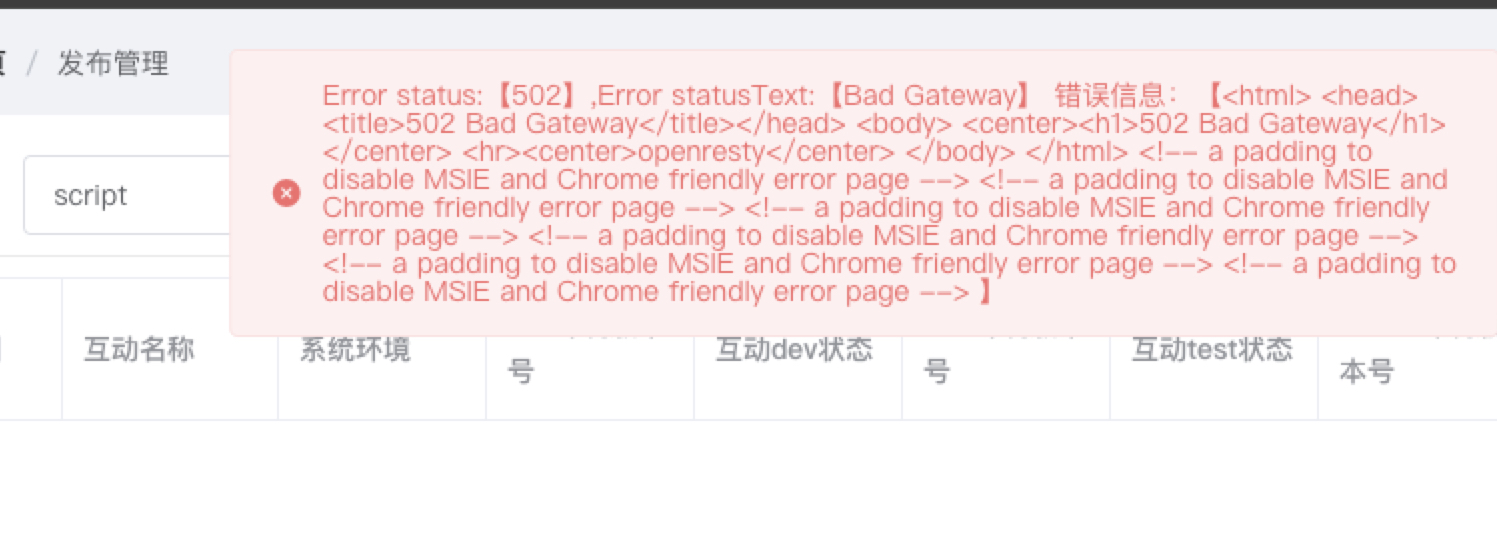 / 发布管理
Error status:【502】,Error statusText:【Bad Gateway】 错误信息：【<html> <head>
<title>502 Bad Gateway</title></head> <body> <center><h1>502 Bad Gateway</h1>
</center> <hr><center>openresty</center> </body> </html> <!-- a padding to
disable MSIE and Chrome friendly error page --> <!-- a padding to disable MSIE and
Chrome friendly error page --> <!-- a padding to disable MSIE and Chrome friendly
error page --> <!-- a padding to disable MSIE and Chrome friendly error page -->
<!-- a padding to disable MSIE and Chrome friendly error page --> <!-- a padding to
disable MSIE and Chrome friendly error page --> 】
script
互动名称
系统环境
号
互动dev状态
号
互动test状态
本号